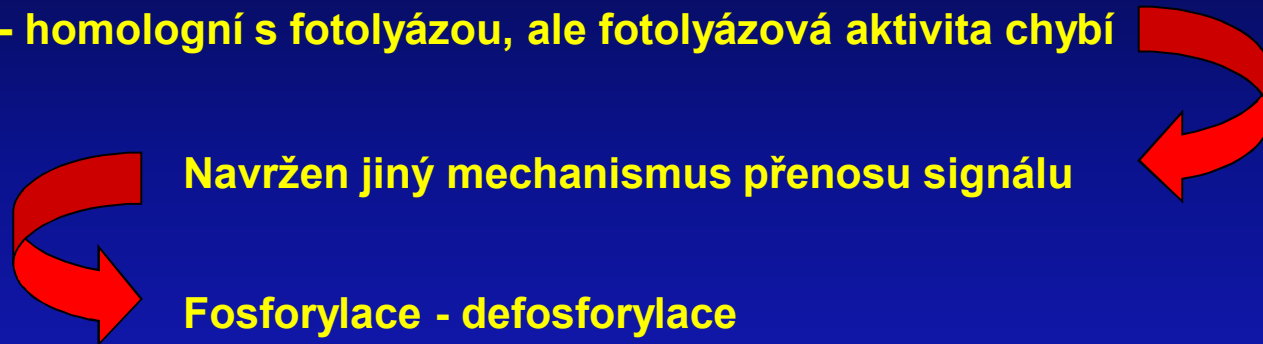 - homologní s fotolyázou, ale fotolyázová aktivita chybí
Navržen jiný mechanismus přenosu signálu
Fosforylace - defosforylace